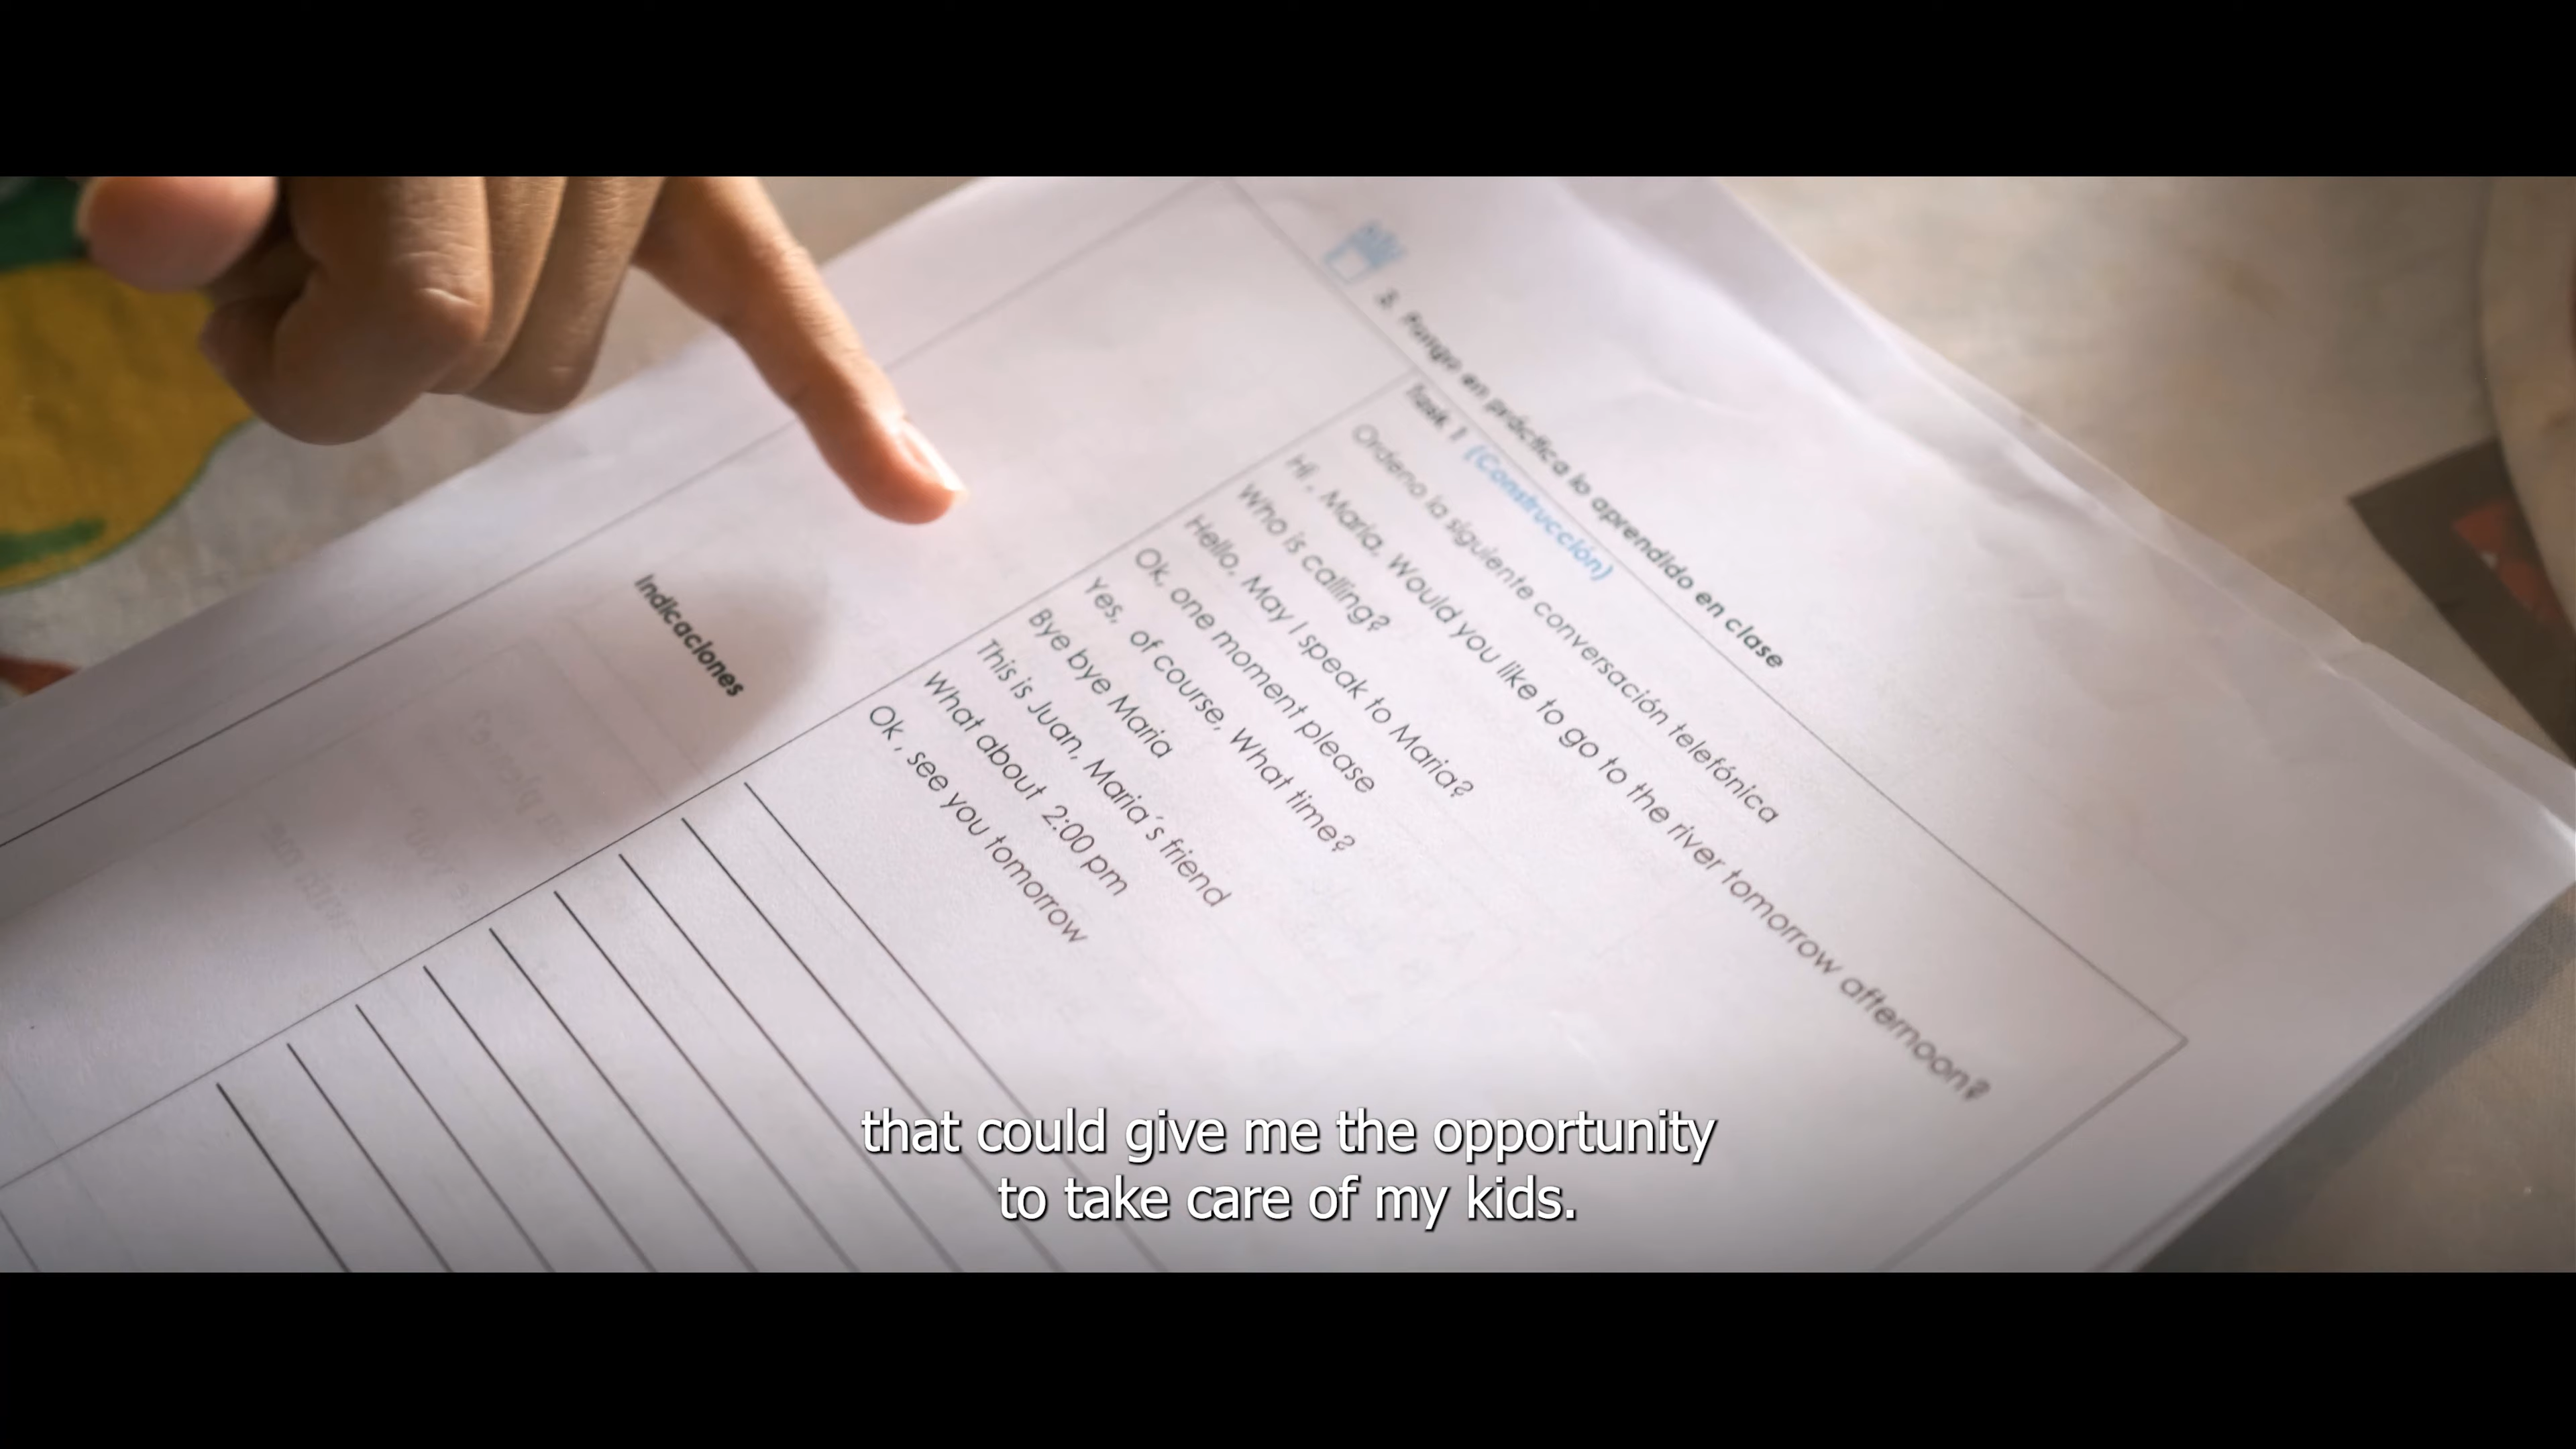 3. Pongo en práctica lo aprendido en clase
Task 1 (Construcción)
Ordeno la siguiente conversación telefónica
Hi, Maria, Would you like to go to the river tomorrow afternoon?
Who is calling?
Hello, May I speak to Maria?
Ok, one moment please
Yes, of course, What time?
Bye bye Maria
This is Juan, Maria's friend
What about 2:00 pm
Ok, see you tomorrow
Indicaciones
that could give me the opportunity
to take care of my kids.